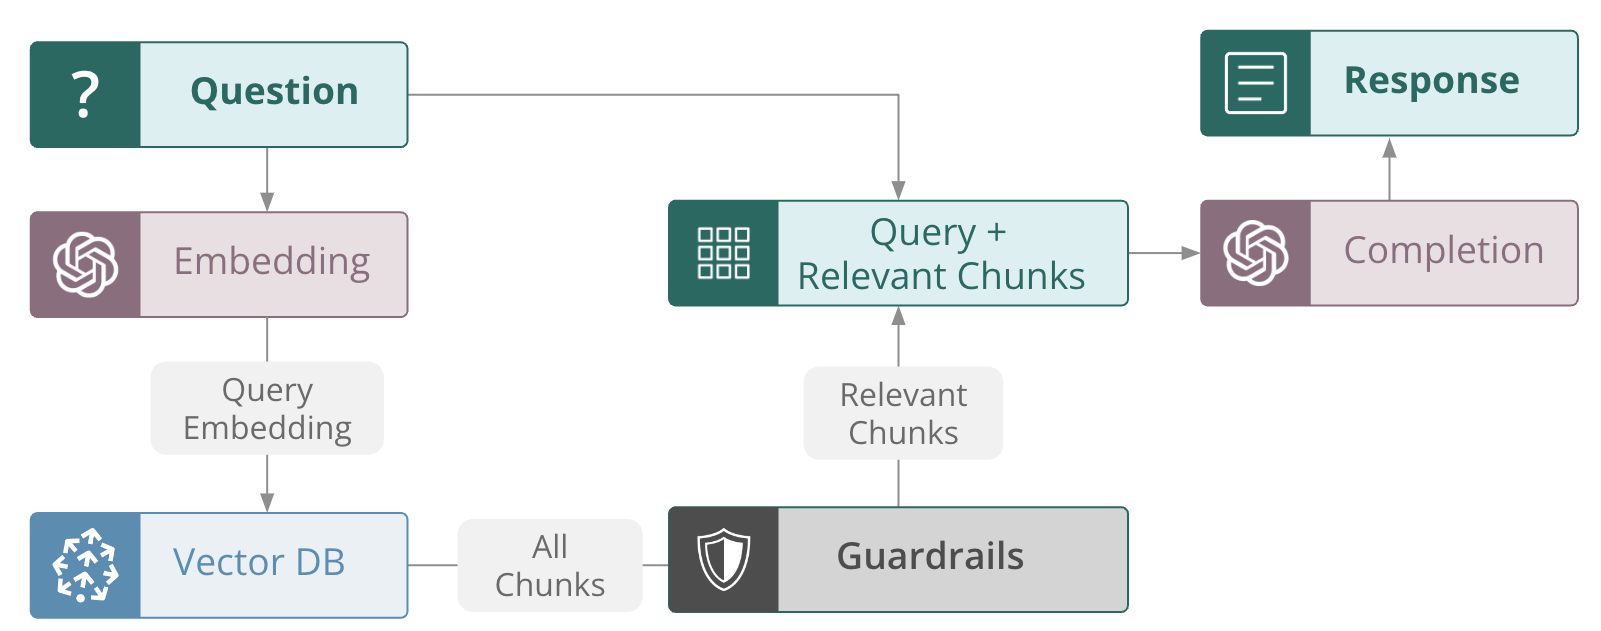 ?
Question
Response
Embedding
Query +
Relevant Chunks
Completion
Query
Embedding
Relevant
Chunks
Vector DB
All
Chunks
Guardrails